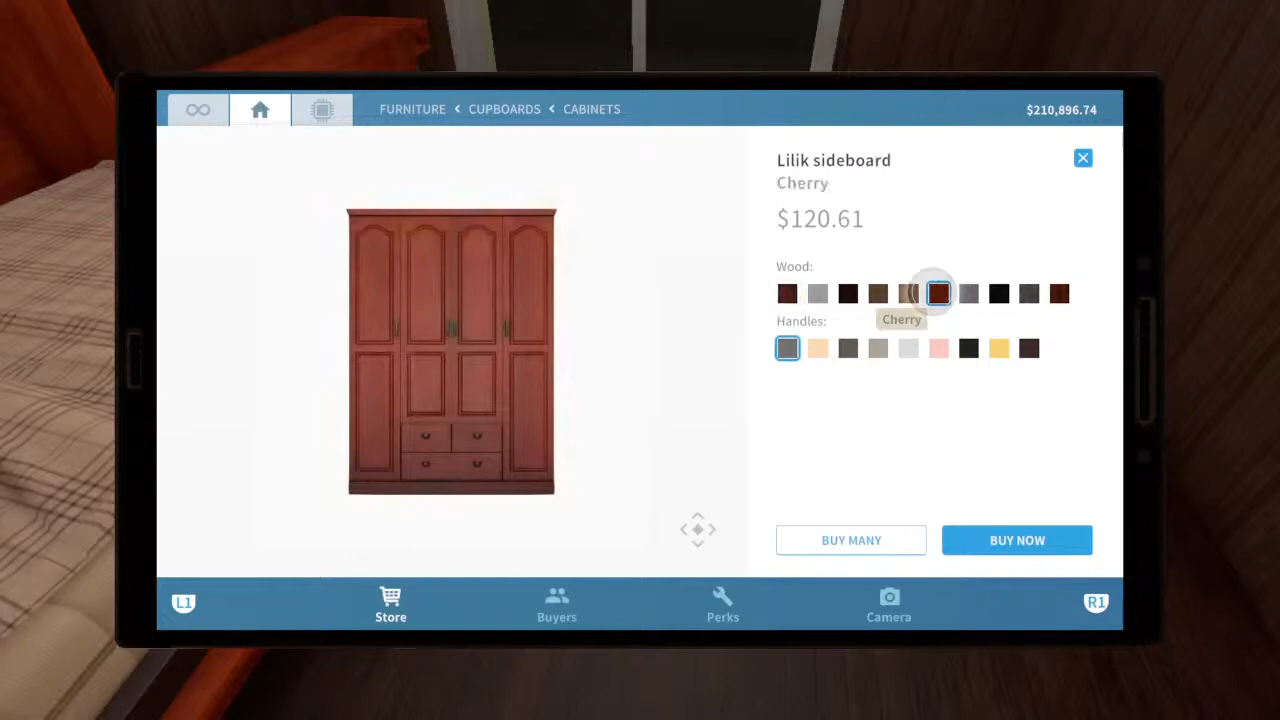 FURNITURE < CUPBOARDS < CABINETS
$210,896.74
Lilik sideboard
Cherry
$120.61
Wood:
Cherry
Handles:
BUY MANY
BUY NOW
L1
Store
Buyers
Perks
Camera
R1